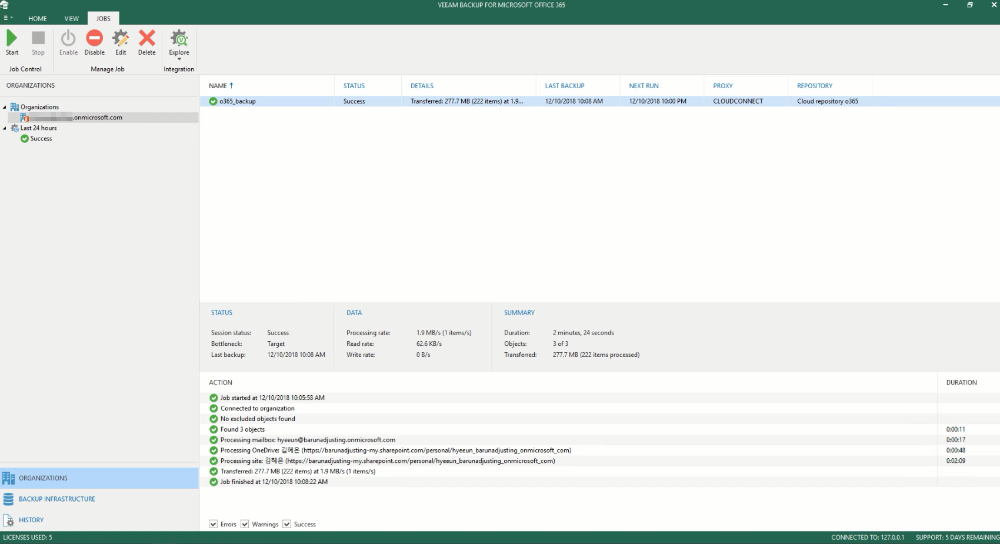 VEEAM BACKUP FOR MICROSOFT OFFICE 365
HOME VIEW JOBS
Start Stop Enable Disable Edit Delete Explore
Job Control Manage Job Integration
ORGANIZATIONS
Organizations
.onmicrosoft.com
Last 24 hours
Success
NAME STATUS DETAILS LAST BACKUP NEXT RUN PROXY REPOSITORY
o365_backup Success Transferred: 277.7 MB (222 items) at 1.9... 12/10/2018 10:08 AM 12/10/2018 10:00 PM CLOUDCONNECT Cloud repository o365
STATUS DATA SUMMARY
Session status: Success Processing rate: 1.9 MB/s (1 items/s) Duration: 2 minutes, 24 seconds
Bottleneck: Target Read rate: 62.6 KB/s Objects: 3 of 3
Last backup: 12/10/2018 10:08 AM Write rate: 0 B/s Transferred: 277.7 MB (222 items processed)
ACTION DURATION
Job started at 12/10/2018 10:05:58 AM
Connected to organization
No excluded objects found
Found 3 objects 0:00:11
Processing mailbox: hyeeun@barunadjusting.onmicrosoft.com 0:00:17
Processing OneDrive: 김혜은 (https://barunadjusting-my.sharepoint.com/personal/hyeeun_barunadjusting_onmicrosoft_com) 0:00:48
Processing site: 김혜은 (https://barunadjusting-my.sharepoint.com/personal/hyeeun_barunadjusting_onmicrosoft_com) 0:02:09
Transferred: 277.7 MB (222 items) at 1.9 MB/s (1 items/s)
Job finished at 12/10/2018 10:08:22 AM
Errors Warnings Success
ORGANIZATIONS
BACKUP INFRASTRUCTURE
HISTORY
LICENSES USED: 5 CONNECTED TO: 127.0.0.1 SUPPORT: 5 DAYS REMAINING